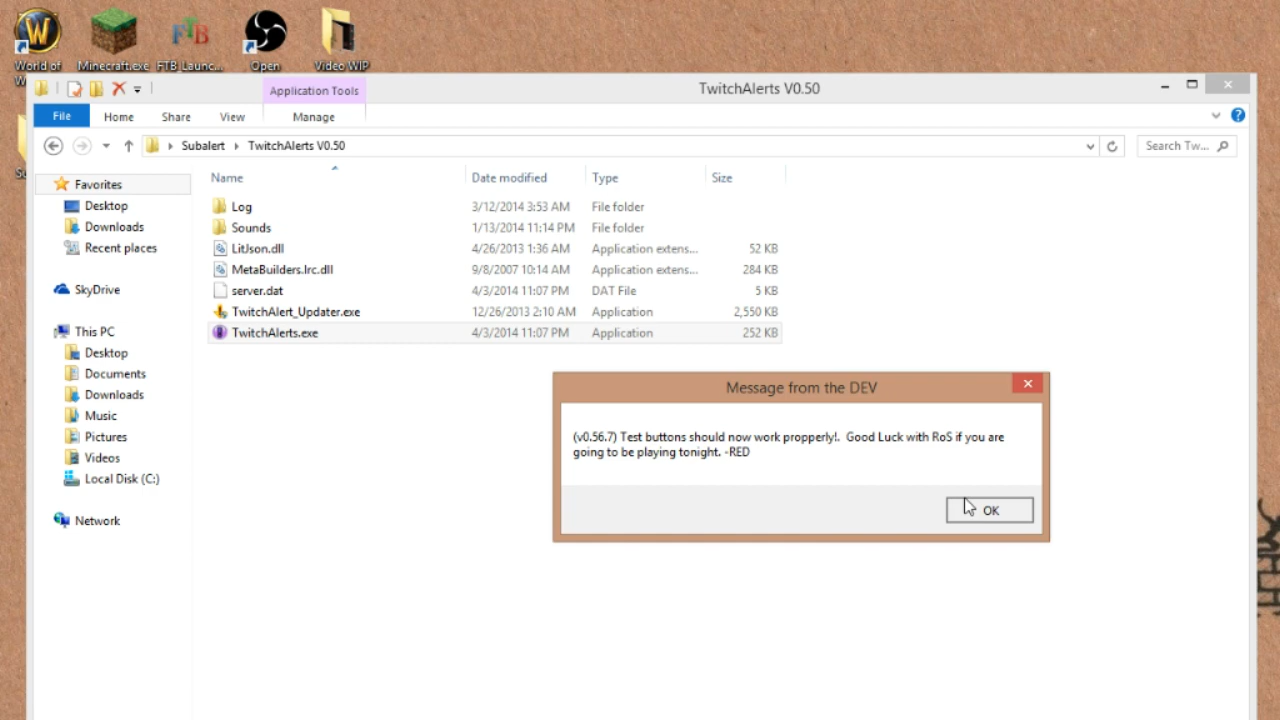 World of
W
Minecraft.exe
FTB_Launc...
Open
Video WIP
Application Tools
TwitchAlerts V0.50
File
Home
Share
View
Manage
Subalert
TwitchAlerts V0.50
Search Tw...
Name
Date modified
Type
Size
Favorites
Desktop
Downloads
Recent places
SkyDrive
This PC
Desktop
Documents
Downloads
Music
Pictures
Videos
Local Disk (C:)
Network
Log 3/12/2014 3:53 AM File folder
Sounds 1/13/2014 11:14 PM File folder
LitJson.dll 4/26/2013 1:36 AM Application extens... 52 KB
MetaBuilders.Irc.dll 9/8/2007 10:14 AM Application extens... 284 KB
server.dat 4/3/2014 11:07 PM DAT File 5 KB
TwitchAlert_Updater.exe 12/26/2013 2:10 AM Application 2,550 KB
TwitchAlerts.exe 4/3/2014 11:07 PM Application 252 KB
Message from the DEV
(v0.56.7) Test buttons should now work propperly!. Good Luck with RoS if you are
going to be playing tonight. -RED
OK